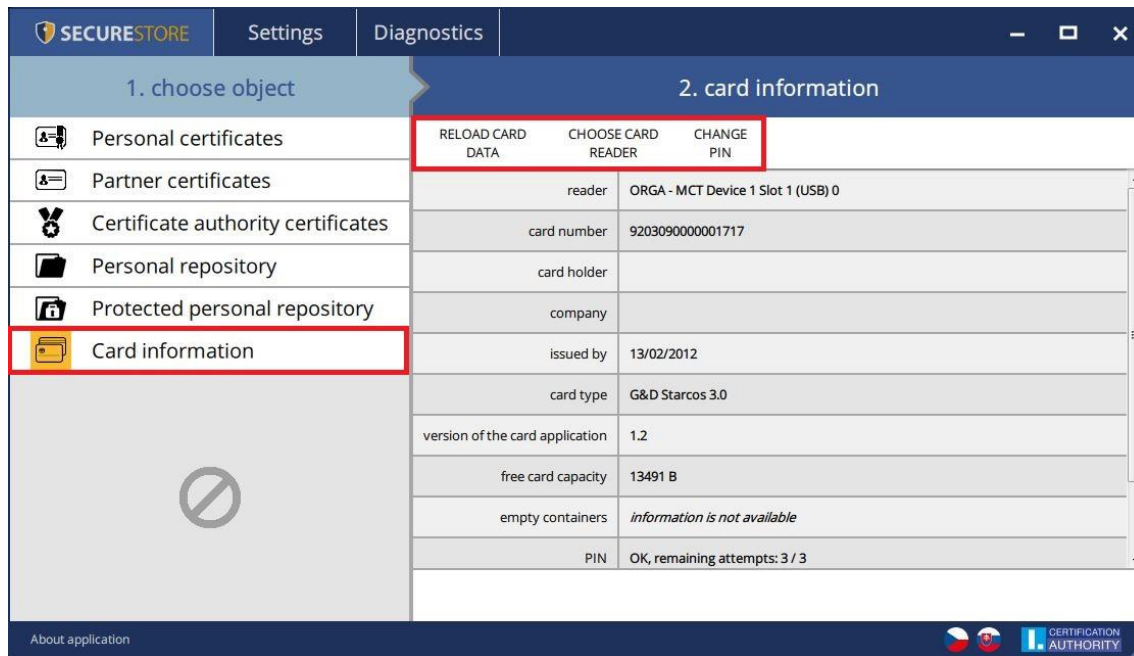 SECURESTORE Settings Diagnostics
1. choose object
2. card information
Personal certificates
Partner certificates
Certificate authority certificates
Personal repository
Protected personal repository
Card information
RELOAD CARD DATA
CHOOSE CARD READER
CHANGE PIN
reader ORGA - MCT Device 1 Slot 1 (USB) 0
card number 9203090000001717
card holder
company
issued by 13/02/2012
card type G&D Starcos 3.0
version of the card application 1.2
free card capacity 13491 B
empty containers information is not available
PIN OK, remaining attempts: 3 / 3
About application
I. CERTIFICATION
AUTHORITY